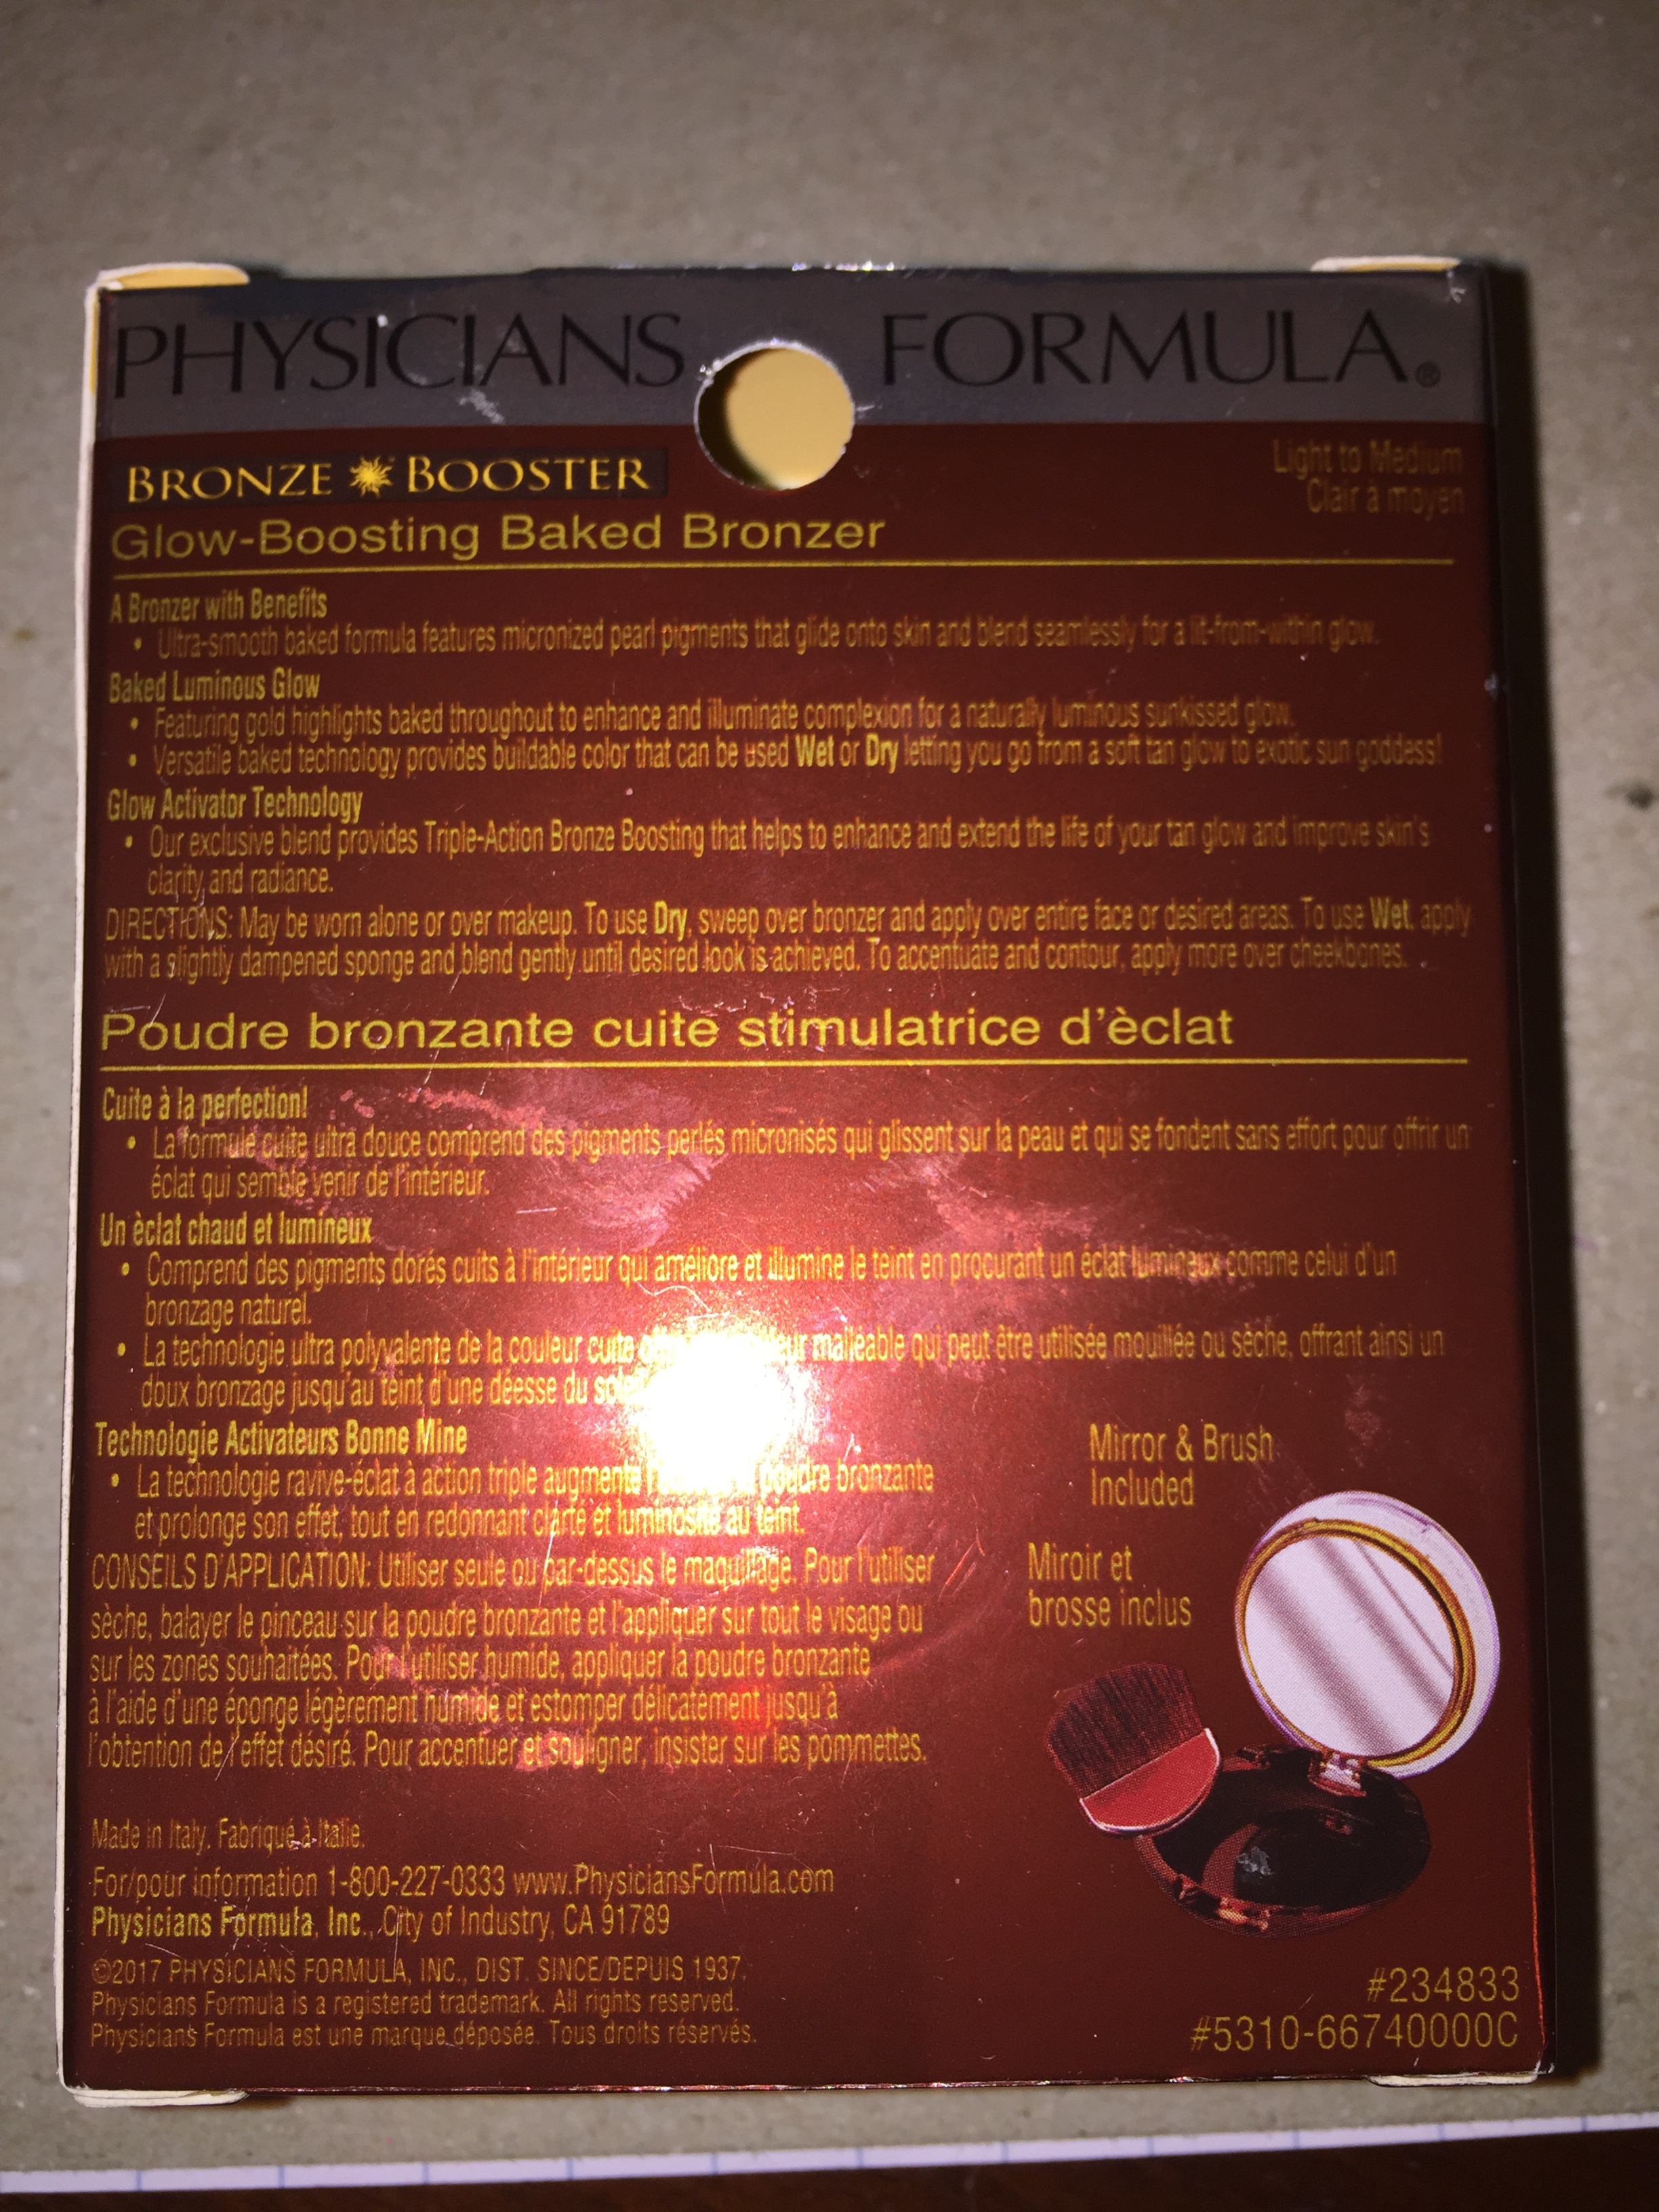 PHYSICIANS FORMULA®
BRONZE BOOSTER
Light to Medium
Clair à moyen
Glow-Boosting Baked Bronzer
A Bronzer with Benefits
• Ultra-smooth baked formula features micronized pearl pigments that glide onto skin and blend seamlessly for a lit-from-within glow.
Baked Luminous Glow
• Featuring gold highlights baked throughout to enhance and illuminate complexion for a naturally luminous sunkissed glow.
• Versatile baked technology provides buildable color that can be used Wet or Dry letting you go from a soft tan glow to exotic sun goddess!
Glow Activator Technology
• Our exclusive blend provides Triple-Action Bronze Boosting that helps to enhance and extend the life of your tan glow and improve skin's
clarity and radiance.
DIRECTIONS: May be worn alone or over makeup. To use Dry, sweep over bronzer and apply over entire face or desired areas. To use Wet, apply
with a slightly dampened sponge and blend gently until desired look is achieved. To accentuate and contour, apply more over cheekbones.
Poudre bronzante cuite stimulatrice d'èclat
Cuite à la perfection!
• La formule cuite ultra douce comprend des pigments perlés micronisés qui glissent sur la peau et qui se fondent sans effort pour offrir un
éclat qui semble venir de l'intérieur.
Un èclat chaud et lumineux
• Comprend des pigments dorés cuits à l'intérieur qui améliore et illumine le teint en procurant un éclat lumineux comme celui d'un
bronzage naturel.
• La technologie ultra polyvalente de la couleur cuite malléable qui peut être utilisée mouillée ou sèche, offrant ainsi un
doux bronzage jusqu'au teint d'une déesse du
Technologie Activateurs Bonne Mine
• La technologie ravive-éclat à action triple augmente poudre bronzante
et prolonge son effet, tout en redonnant clarté et luminosité au teint.
CONSEILS D'APPLICATION: Utiliser seule ou par-dessus le maquillage. Pour l'utiliser
sèche, balayer le pinceau sur la poudre bronzante et l'appliquer sur tout le visage ou
sur les zones souhaitées. Pour l'utiliser humide, appliquer la poudre bronzante
à l'aide d'une éponge légèrement humide et estomper délicatement jusqu'à
l'obtention de l'effet désiré. Pour accentuer et souligner, insister sur les pommettes.
Mirror & Brush
Included
Miroir et
brosse inclus
Made in Italy. Fabriqué à Italie.
For/pour information 1-800-227-0333 www.PhysiciansFormula.com
Physicians Formula, Inc., City of Industry, CA 91789
©2017 PHYSICIANS FORMULA, INC., DIST. SINCE/DEPUIS 1937.
Physicians Formula is a registered trademark. All rights reserved.
Physicians Formula est une marque déposée. Tous droits réservés.
#234833
#5310-66740000C